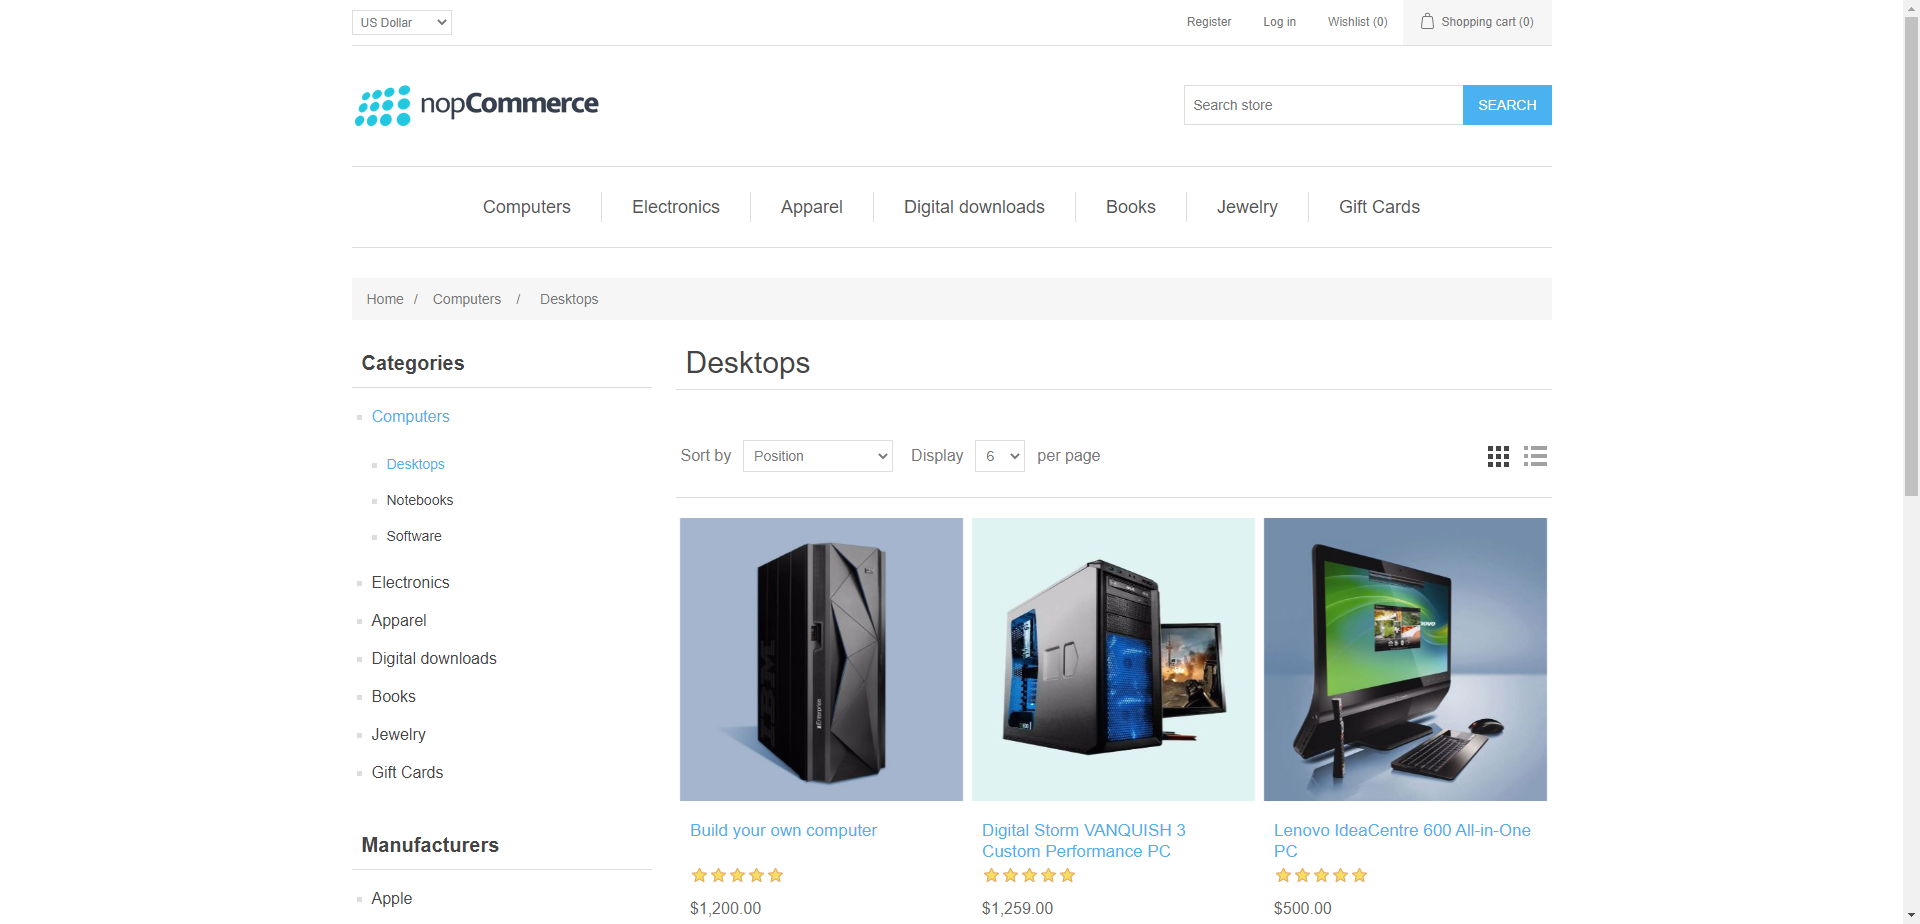 US Dollar
Register
Log in
Wishlist (0)
Shopping cart (0)
nopCommerce
Search store
SEARCH
Computers
Electronics
Apparel
Digital downloads
Books
Jewelry
Gift Cards
Home / Computers / Desktops
Categories
Computers
Desktops
Notebooks
Software
Electronics
Apparel
Digital downloads
Books
Jewelry
Gift Cards
Manufacturers
Apple
Desktops
Sort by Position Display 6 per page
IBM
Build your own computer
$1,200.00
Digital Storm VANQUISH 3
Custom Performance PC
$1,259.00
Lenovo IdeaCentre 600 All-in-One
PC
$500.00